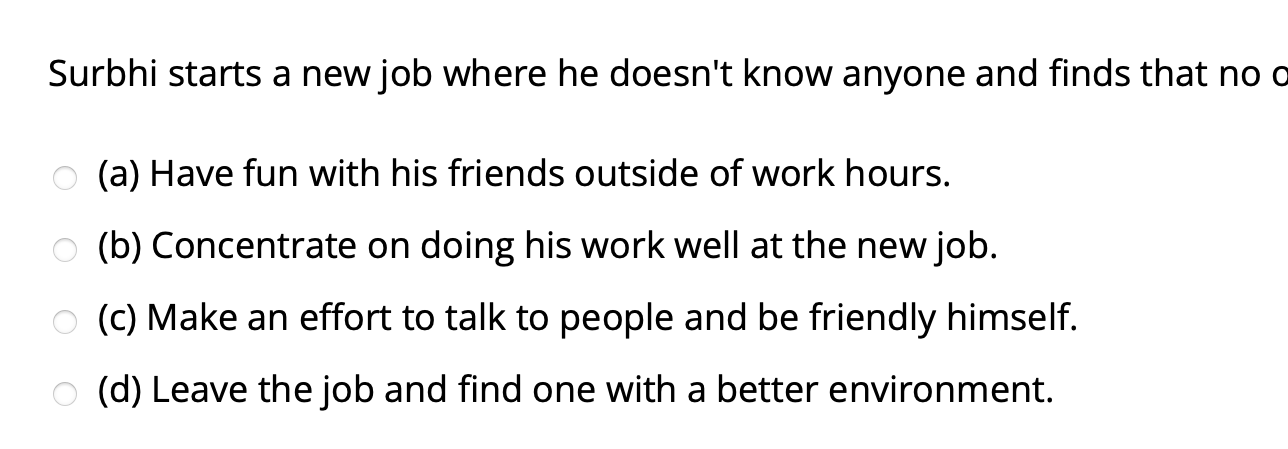 Surbhi starts a new job where he doesn't know anyone and finds that no
(a) Have fun with his friends outside of work hours.
(b) Concentrate on doing his work well at the new job.
(c) Make an effort to talk to people and be friendly himself.
(d) Leave the job and find one with a better environment.